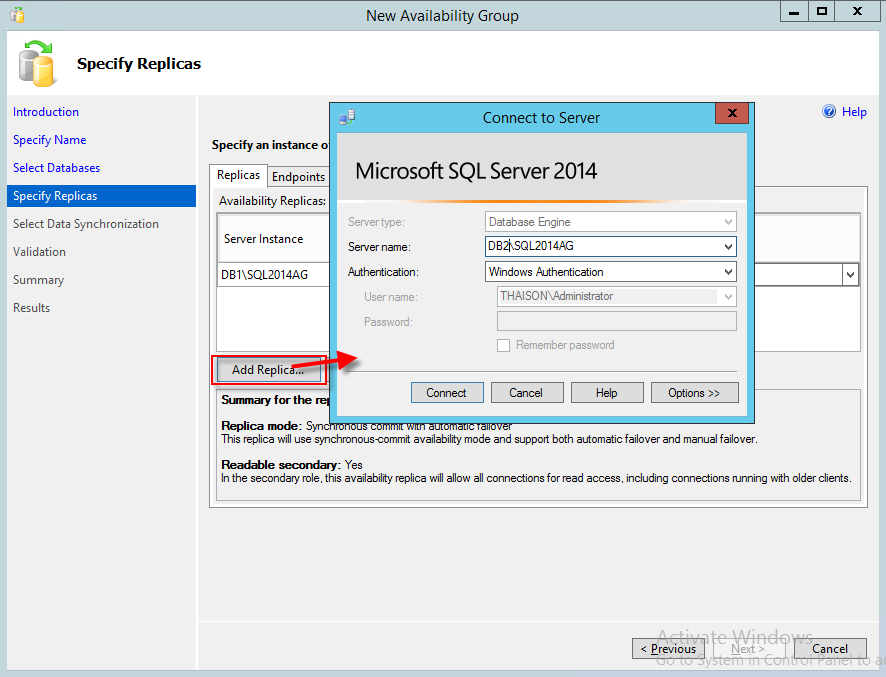 New Availability Group
Specify Replicas
Introduction
Specify Name
Select Databases
Specify Replicas
Select Data Synchronization
Validation
Summary
Results
Help
Specify an instance o
Replicas
Endpoints
Availability Replicas:
Server Instance
DB1\SQL2014AG
Add Replica...
Connect to Server
Microsoft SQL Server 2014
Server type:
Database Engine
Server name:
DB2\SQL2014AG
Authentication:
Windows Authentication
User name:
THAISON\Administrator
Password:
Remember password
Connect
Cancel
Help
Options >>
Summary for the rep
Replica mode: Synchronous commit with automatic failover
This replica will use synchronous-commit availability mode and support both automatic failover and manual failover.
Readable secondary: Yes
In the secondary role, this availability replica will allow all connections for read access, including connections running with older clients.
Activate Windows
Go to System in Control Panel to a
< Previous
Next >
Cancel